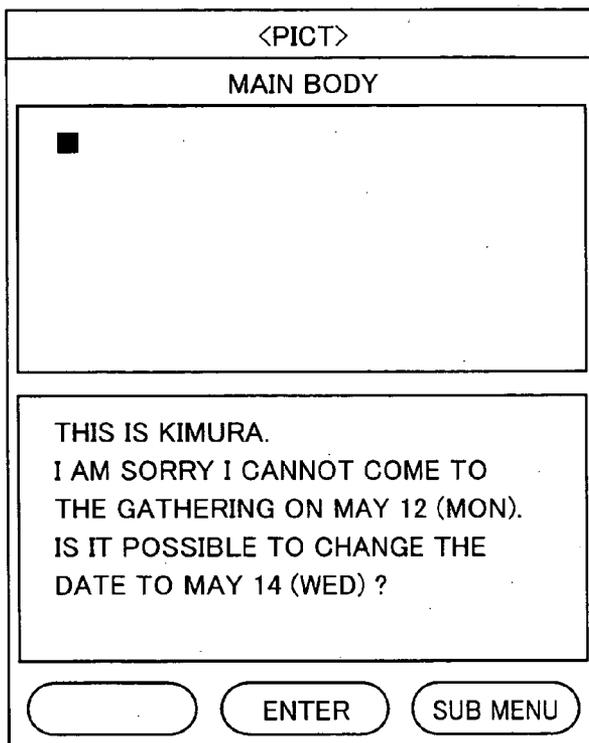 <PICT>
MAIN BODY
THIS IS KIMURA.
I AM SORRY I CANNOT COME TO
THE GATHERING ON MAY 12 (MON).
IS IT POSSIBLE TO CHANGE THE
DATE TO MAY 14 (WED) ?
ENTER
SUB MENU